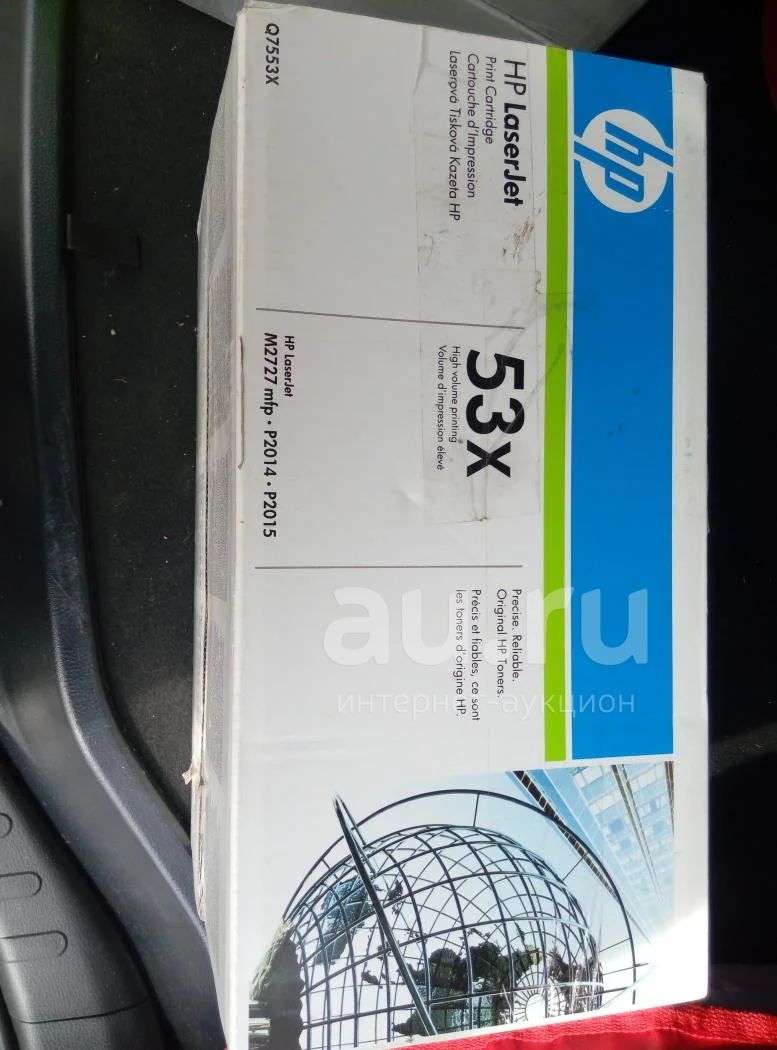 hp
HP LaserJet
Print Cartridge
Cartouche d'Impression
Laserová Tisková Kazeta HP
Q7553X
53X
High volume printing
Volume d'impression élevé
HP LaserJet
M2727 mfp • P2014 • P2015
Precise. Reliable.
Original HP Toners.
Précis et fiables, ce sont
les toners d'origine HP.
au.ru
интернет-аукцион